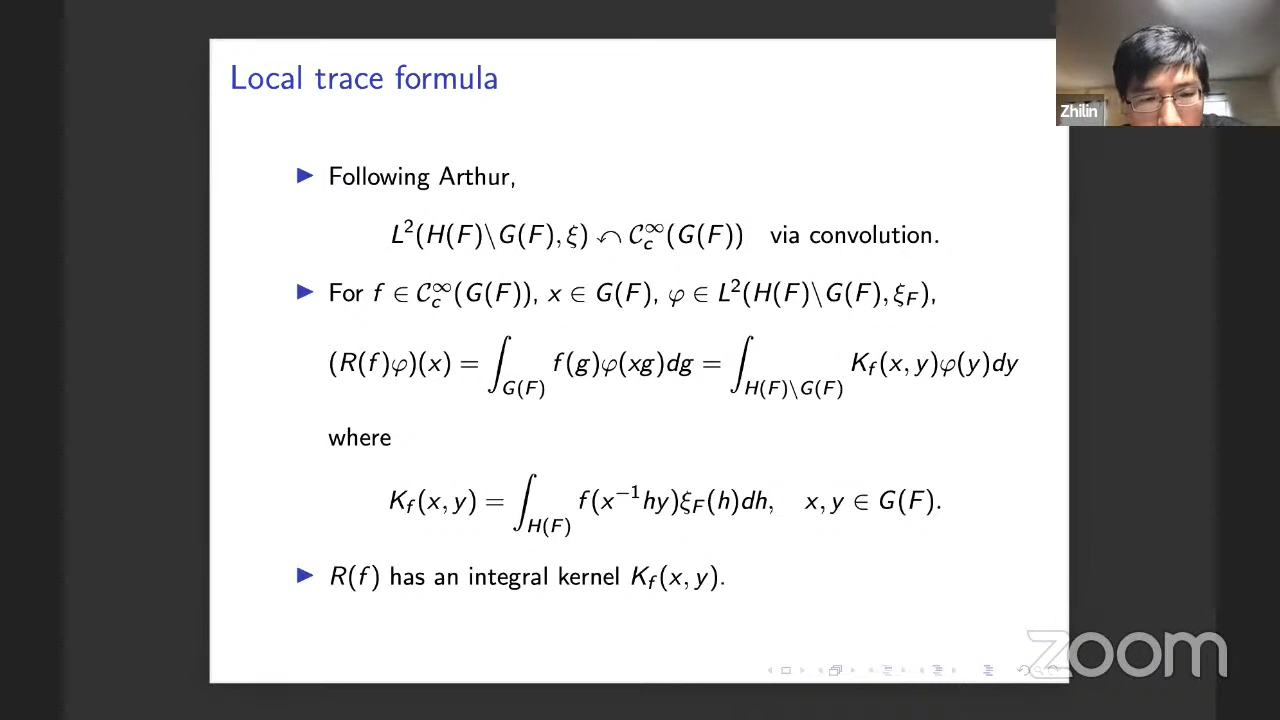 Local trace formula
Zhilin
▶ Following Arthur,
L²(H(F)\G(F), ξ) ↶ 𝒞_c^∞(G(F)) via convolution.
▶ For f ∈ 𝒞_c^∞(G(F)), x ∈ G(F), φ ∈ L²(H(F)\G(F), ξ_F),
(R(f)φ)(x) = ∫_{G(F)} f(g)φ(xg)dg = ∫_{H(F)\G(F)} K_f(x, y)φ(y)dy
where
K_f(x, y) = ∫_{H(F)} f(x⁻¹hy)ξ_F(h)dh, x, y ∈ G(F).
▶ R(f) has an integral kernel K_f(x, y).
zoom